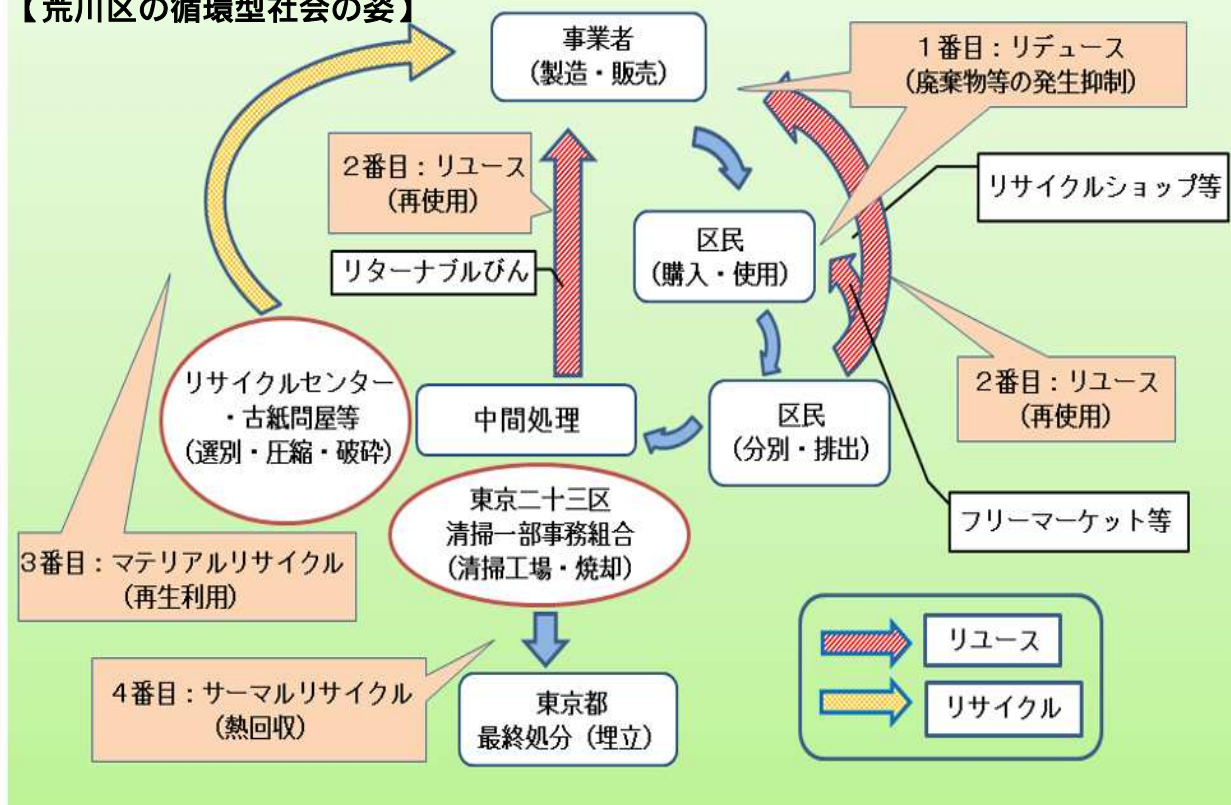 【荒川区の循環型社会の姿】
事業者
（製造・販売）
１番目：リデュース
（廃棄物等の発生抑制）
２番目：リユース
（再使用）
リサイクルショップ等
区民
（購入・使用）
リターナブルびん
リサイクルセンター
・古紙問屋等
（選別・圧縮・破砕）
中間処理
区民
（分別・排出）
２番目：リユース
（再使用）
東京二十三区
清掃一部事務組合
（清掃工場・焼却）
フリーマーケット等
３番目：マテリアルリサイクル
（再生利用）
４番目：サーマルリサイクル
（熱回収）
東京都
最終処分（埋立）
リユース
リサイクル